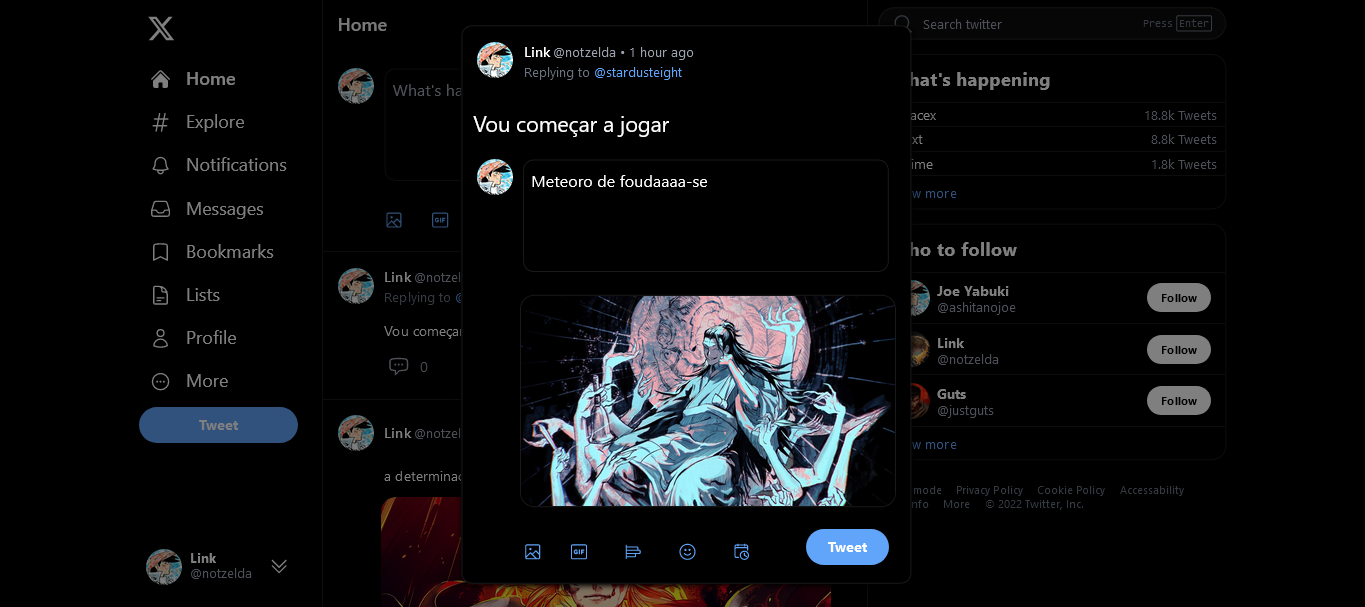 Home
Explore
Notifications
Messages
Bookmarks
Lists
Profile
More
Tweet
Link
@notzelda
Home
What's ha
GIF
Link @notzel
Replying to @
Vou começar
0
Link @notzel
a determinaç
Link @notzelda • 1 hour ago
Replying to @stardusteight
Vou começar a jogar
Meteoro de foudaaaa-se
GIF
Tweet
Search twitter Press Enter
hat's happening
acex 18.8k Tweets
xt 8.8k Tweets
ime 1.8k Tweets
w more
ho to follow
Joe Yabuki
@ashitanojoe
Follow
Link
@notzelda
Follow
Guts
@justguts
Follow
w more
mode Privacy Policy Cookie Policy Accessability
nfo More © 2022 Twitter, Inc.